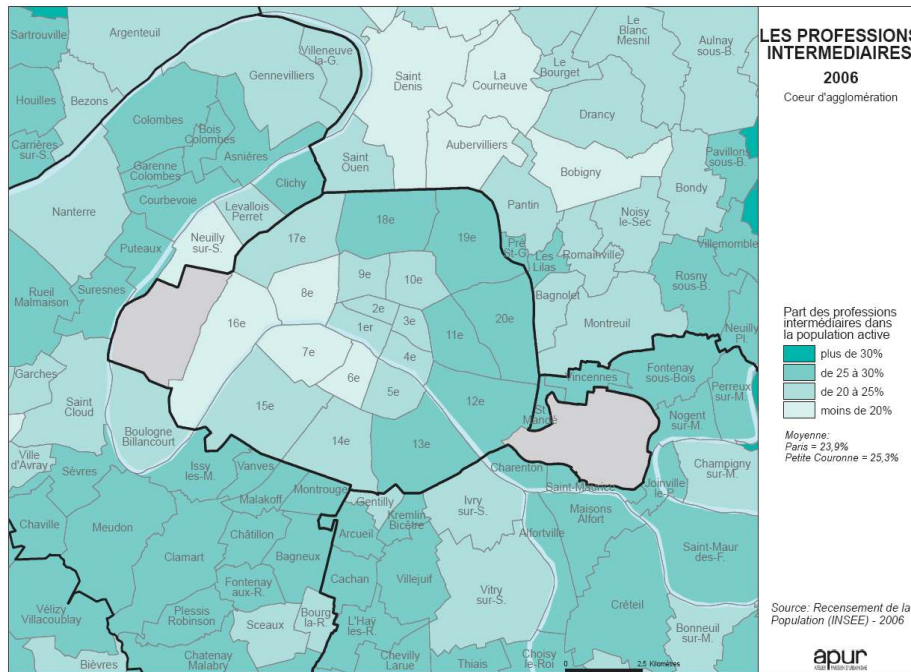 LES PROFESSIONS
INTERMEDIAIRES
2006
Coeur d'agglomération
Sartrouville
Argenteuil
Villeneuve
la-G.
Gennevilliers
Saint
Denis
La
Courneuve
Le
Bourget
Le
Blanc
Mesnil
Aulnay
sous-B.
Houilles
Bezons
Colombes
Bois
Colombes
Drancy
Carrières
sur-S.
Asnières
Aubervilliers
Pavillons
sous-B.
Garenne
Colombes
Clichy
Saint
Ouen
Bobigny
Bondy
Nanterre
Courbevoie
Levallois
Perret
Pantin
Noisy
le-Sec
Neuilly
sur-S.
17e
18e
19e
Pré
St-G.
Villemomble
Puteaux
Les
Lilas
Romainville
Rueil
Malmaison
Suresnes
8e
9e
10e
Bagnolet
Rosny
sous-B.
2e
16e
1er
3e
11e
20e
Montreuil
Neuilly
Pl.
7e
4e
Garches
6e
5e
Vincennes
Fontenay
sous-Bois
Perreux
sur-M.
Saint
Cloud
15e
12e
St
Mandé
Boulogne
Billancourt
14e
13e
Nogent
sur-M.
Ville
d'Avray
Sèvres
Issy
les-M.
Vanves
Charenton
Champigny
sur-M.
Malakoff
Montrouge
Gentilly
Saint-Maurice
Joinville
le-P.
Chaville
Meudon
Châtillon
Arcueil
Kremlin
Bicêtre
Ivry
sur-S.
Maisons
Alfort
Alfortville
Clamart
Bagneux
Saint-Maur
des-F.
Fontenay
aux-R.
Cachan
Villejuif
Vitry
sur-S.
Vélizy
Villacoublay
Plessis
Robinson
Sceaux
Bourg
la-R.
L'Haÿ
les-R.
Créteil
Bonneuil
sur-M.
Bièvres
Chatenay
Malabry
Chevilly
Larue
Thiais
Choisy
le-Roi
0
2,5 Kilomètres
Part des professions
intermédiaires dans
la population active
plus de 30%
de 25 à 30%
de 20 à 25%
moins de 20%
Moyenne:
Paris = 23,9%
Petite Couronne = 25,3%
Source: Recensement de la
Population (INSEE) - 2006
apur